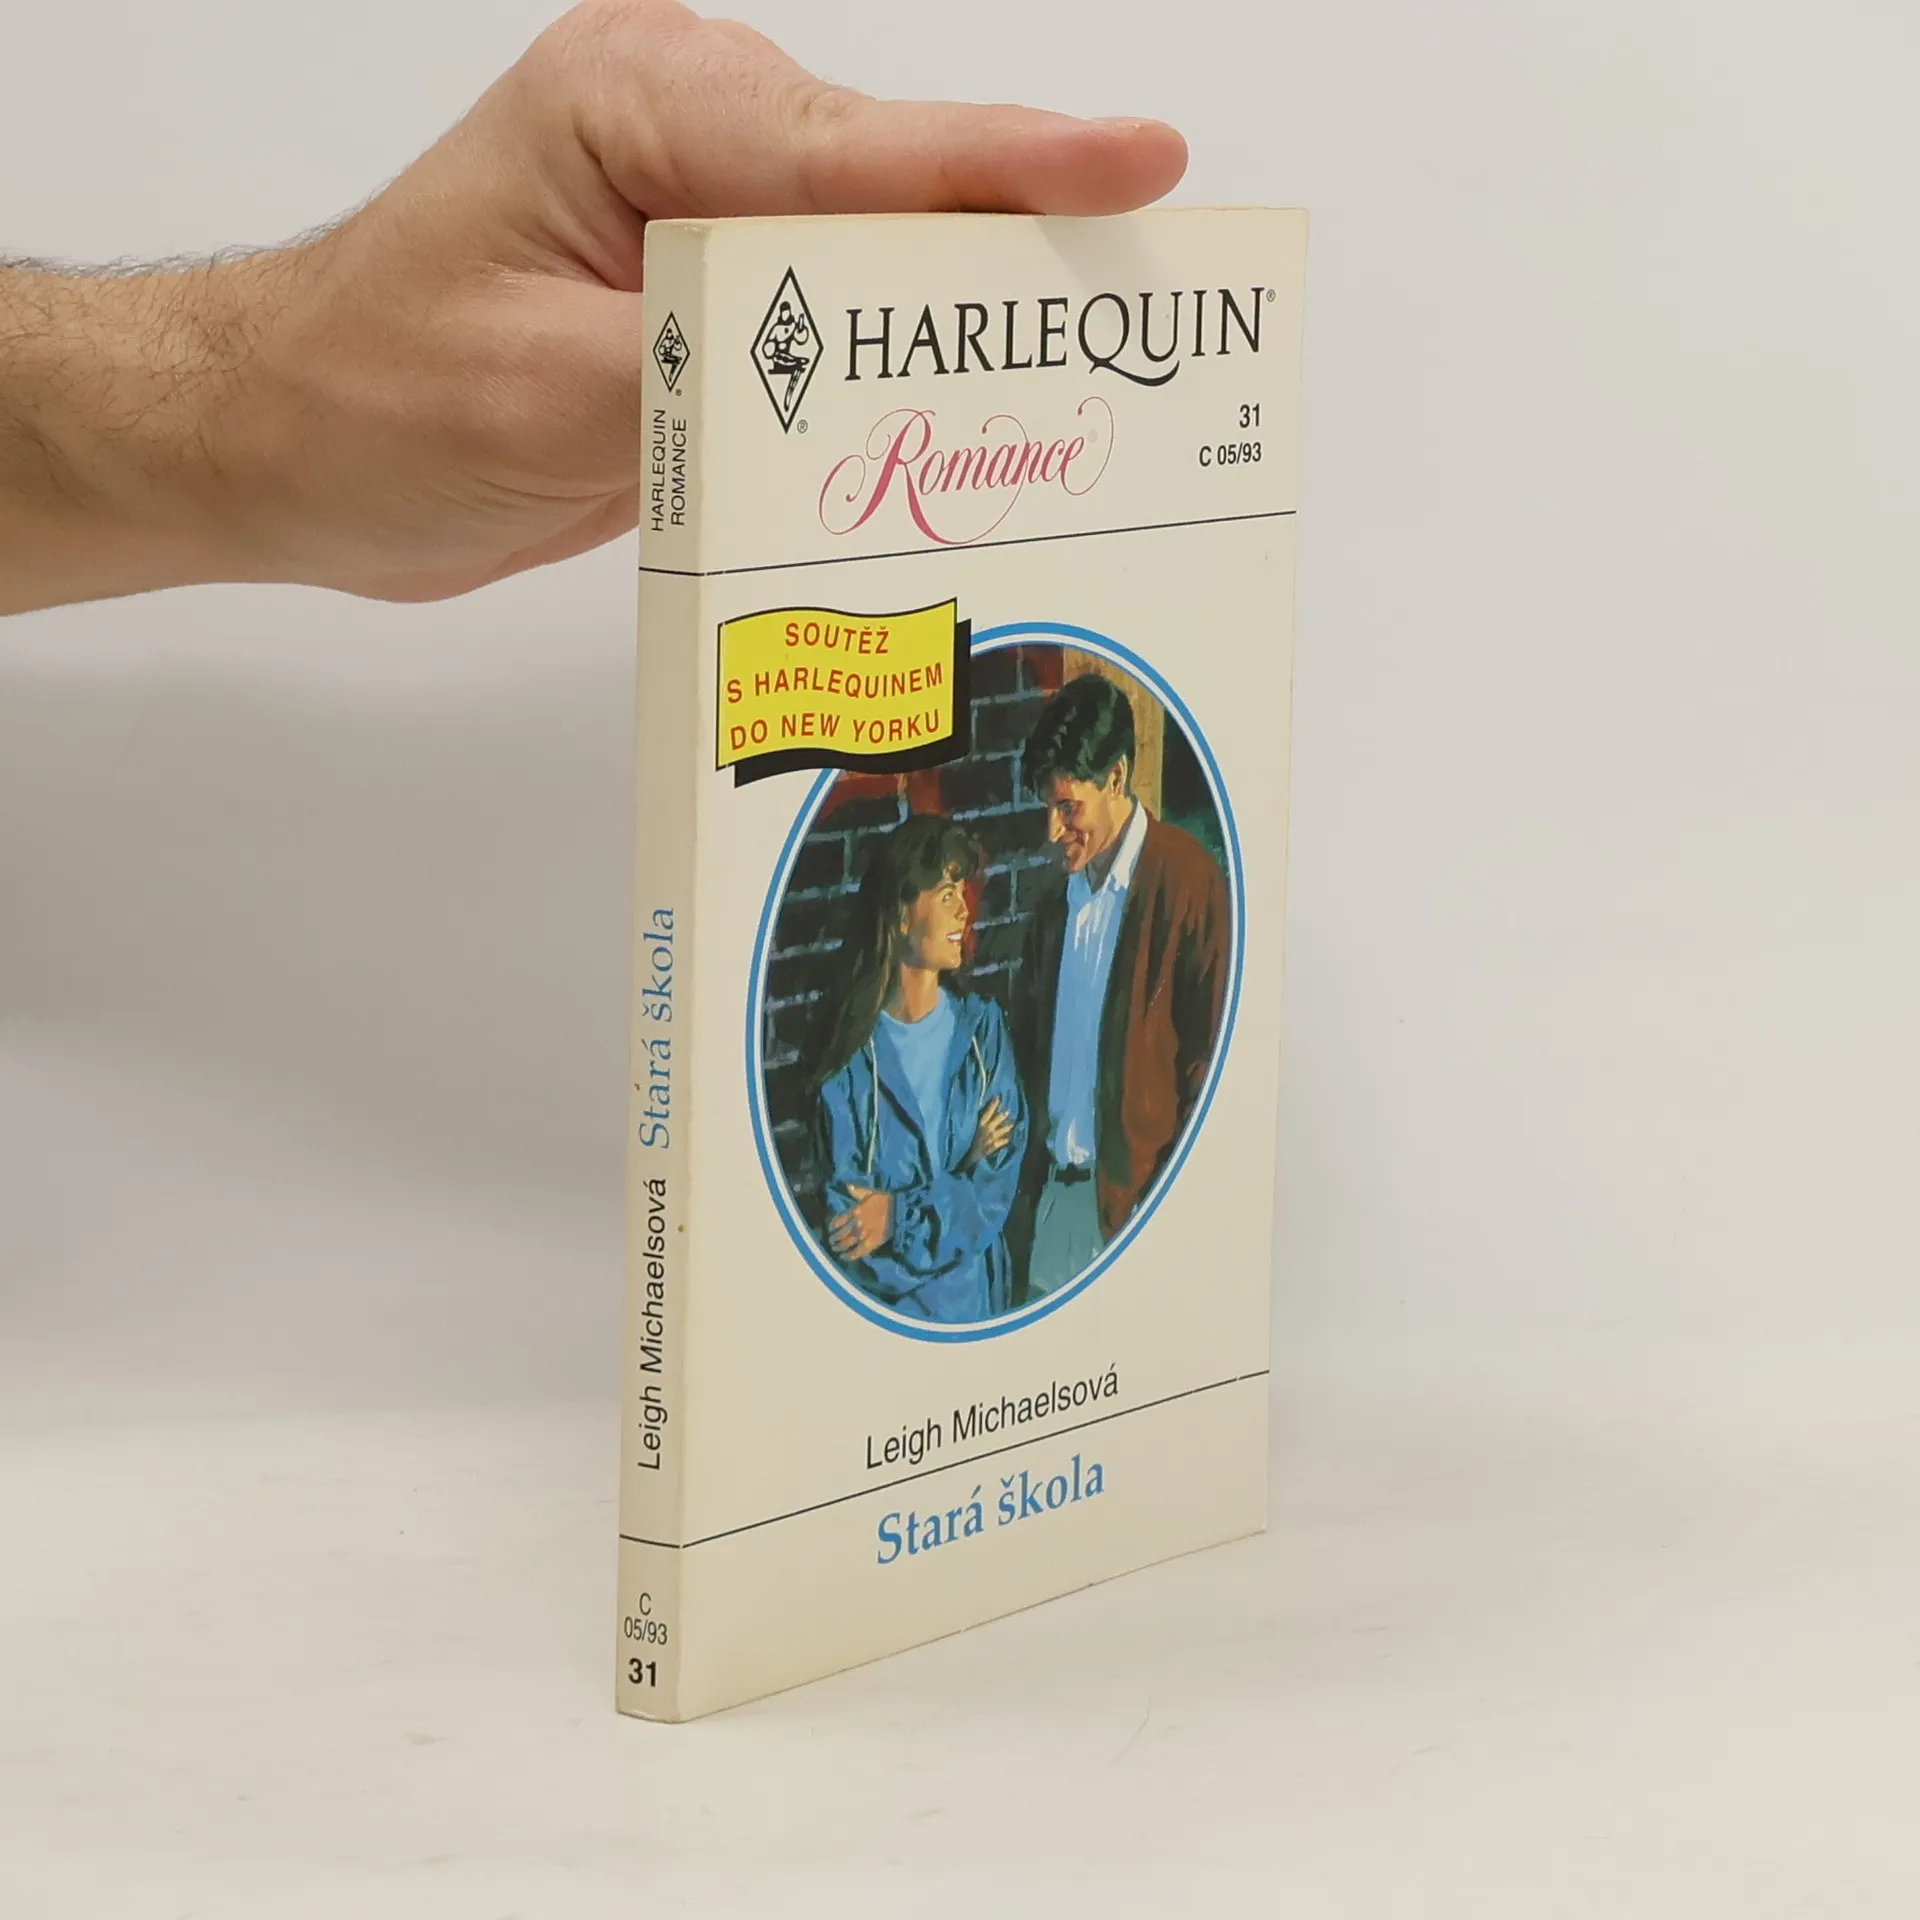 HARLEQUIN®
Romance
31
C 05/93
SOUTĚŽ
S HARLEQUINEM
DO NEW YORKU
Leigh Michaelsová
Stará škola
HARLEQUIN
ROMANCE
Leigh Michaelsová Stará škola
C
05/93
31